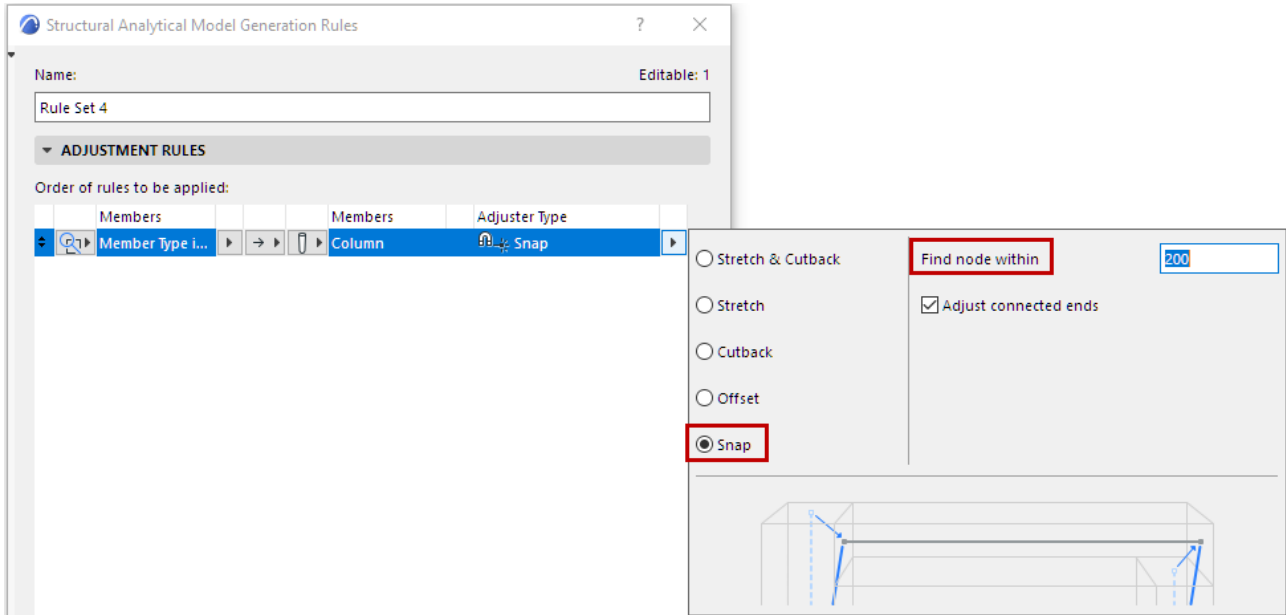 Structural Analytical Model Generation Rules ?
Name: Editable: 1
Rule Set 4
ADJUSTMENT RULES
Order of rules to be applied:
Members Members Adjuster Type
Member Type i... Column Snap
Stretch & Cutback Find node within 200
Stretch Adjust connected ends
Cutback
Offset
Snap